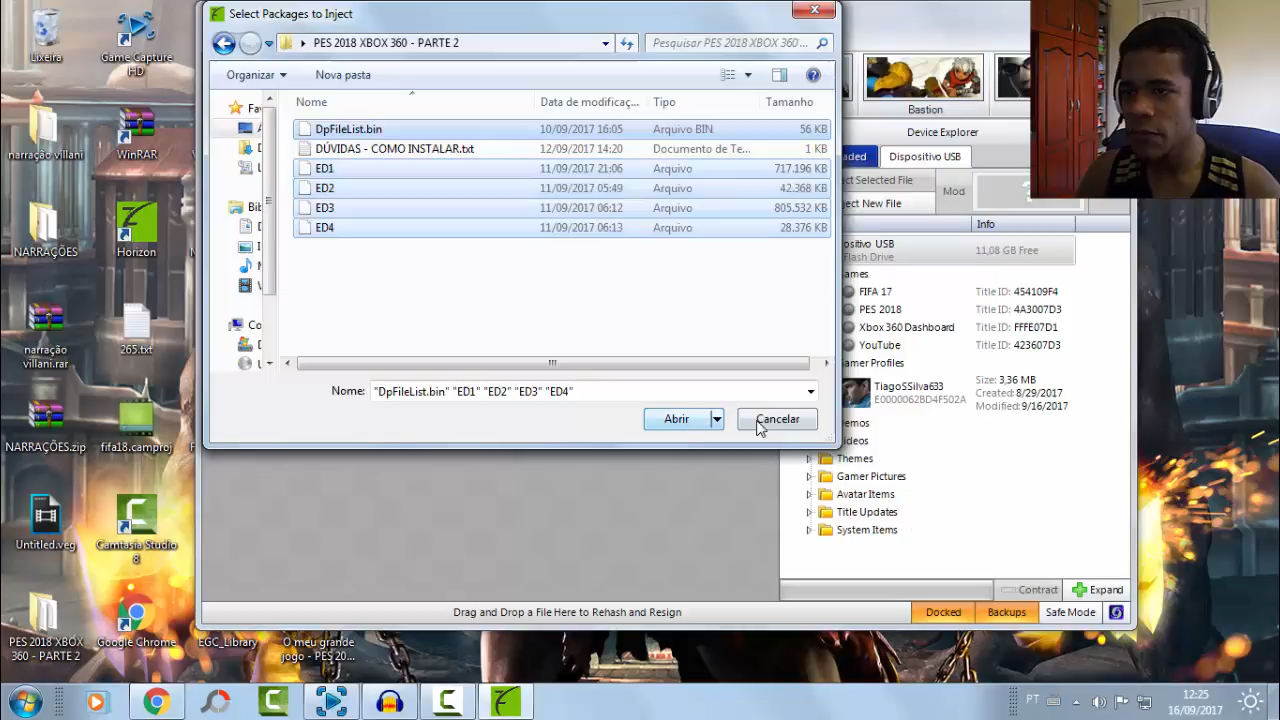 Lixeira
Game Capture HD
narração villani
WinRAR
NARRAÇÕES
Horizon
narração villani.rar
265.txt
NARRAÇÕES.zip
fifa18.camproj
Untitled.veg
Camtasia Studio 8
PES 2018 XBOX 360 - PARTE 2
Google Chrome
EGC_Library
O meu grande jogo - PES 20...
Select Packages to Inject
PES 2018 XBOX 360 - PARTE 2
Pesquisar PES 2018 XBOX 360 ...
Organizar
Nova pasta
Nome
Data de modificaç...
Tipo
Tamanho
DpFileList.bin 10/09/2017 16:05 Arquivo BIN 56 KB
DÚVIDAS - COMO INSTALAR.txt 12/09/2017 14:20 Documento de Te... 1 KB
ED1 11/09/2017 21:06 Arquivo 717.196 KB
ED2 11/09/2017 05:49 Arquivo 42.368 KB
ED3 11/09/2017 06:12 Arquivo 805.532 KB
ED4 11/09/2017 06:13 Arquivo 28.376 KB
Nome: "DpFileList.bin" "ED1" "ED2" "ED3" "ED4"
Abrir
Cancelar
Bastion
Device Explorer
Dispositivo USB
Selected File
Mod
New File
Info
USB
Flash Drive
11,08 GB Free
FIFA 17 Title ID: 454109F4
PES 2018 Title ID: 4A3007D3
Xbox 360 Dashboard Title ID: FFFE07D1
YouTube Title ID: 423607D3
Gamer Profiles
TiagoSSilva633
E0000062BD4F502A
Size: 3,36 MB
Created: 8/29/2017
Modified: 9/16/2017
Themes
Gamer Pictures
Avatar Items
Title Updates
System Items
Contract
Expand
Drag and Drop a File Here to Rehash and Resign
Docked
Backups
Safe Mode
PT
12:25
16/09/2017